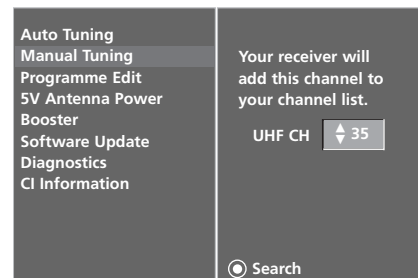 Auto Tuning
Manual Tuning
Programme Edit
5V Antenna Power
Booster
Software Update
Diagnostics
CI Information
Your receiver will
add this channel to
your channel list.
UHF CH 35
Search